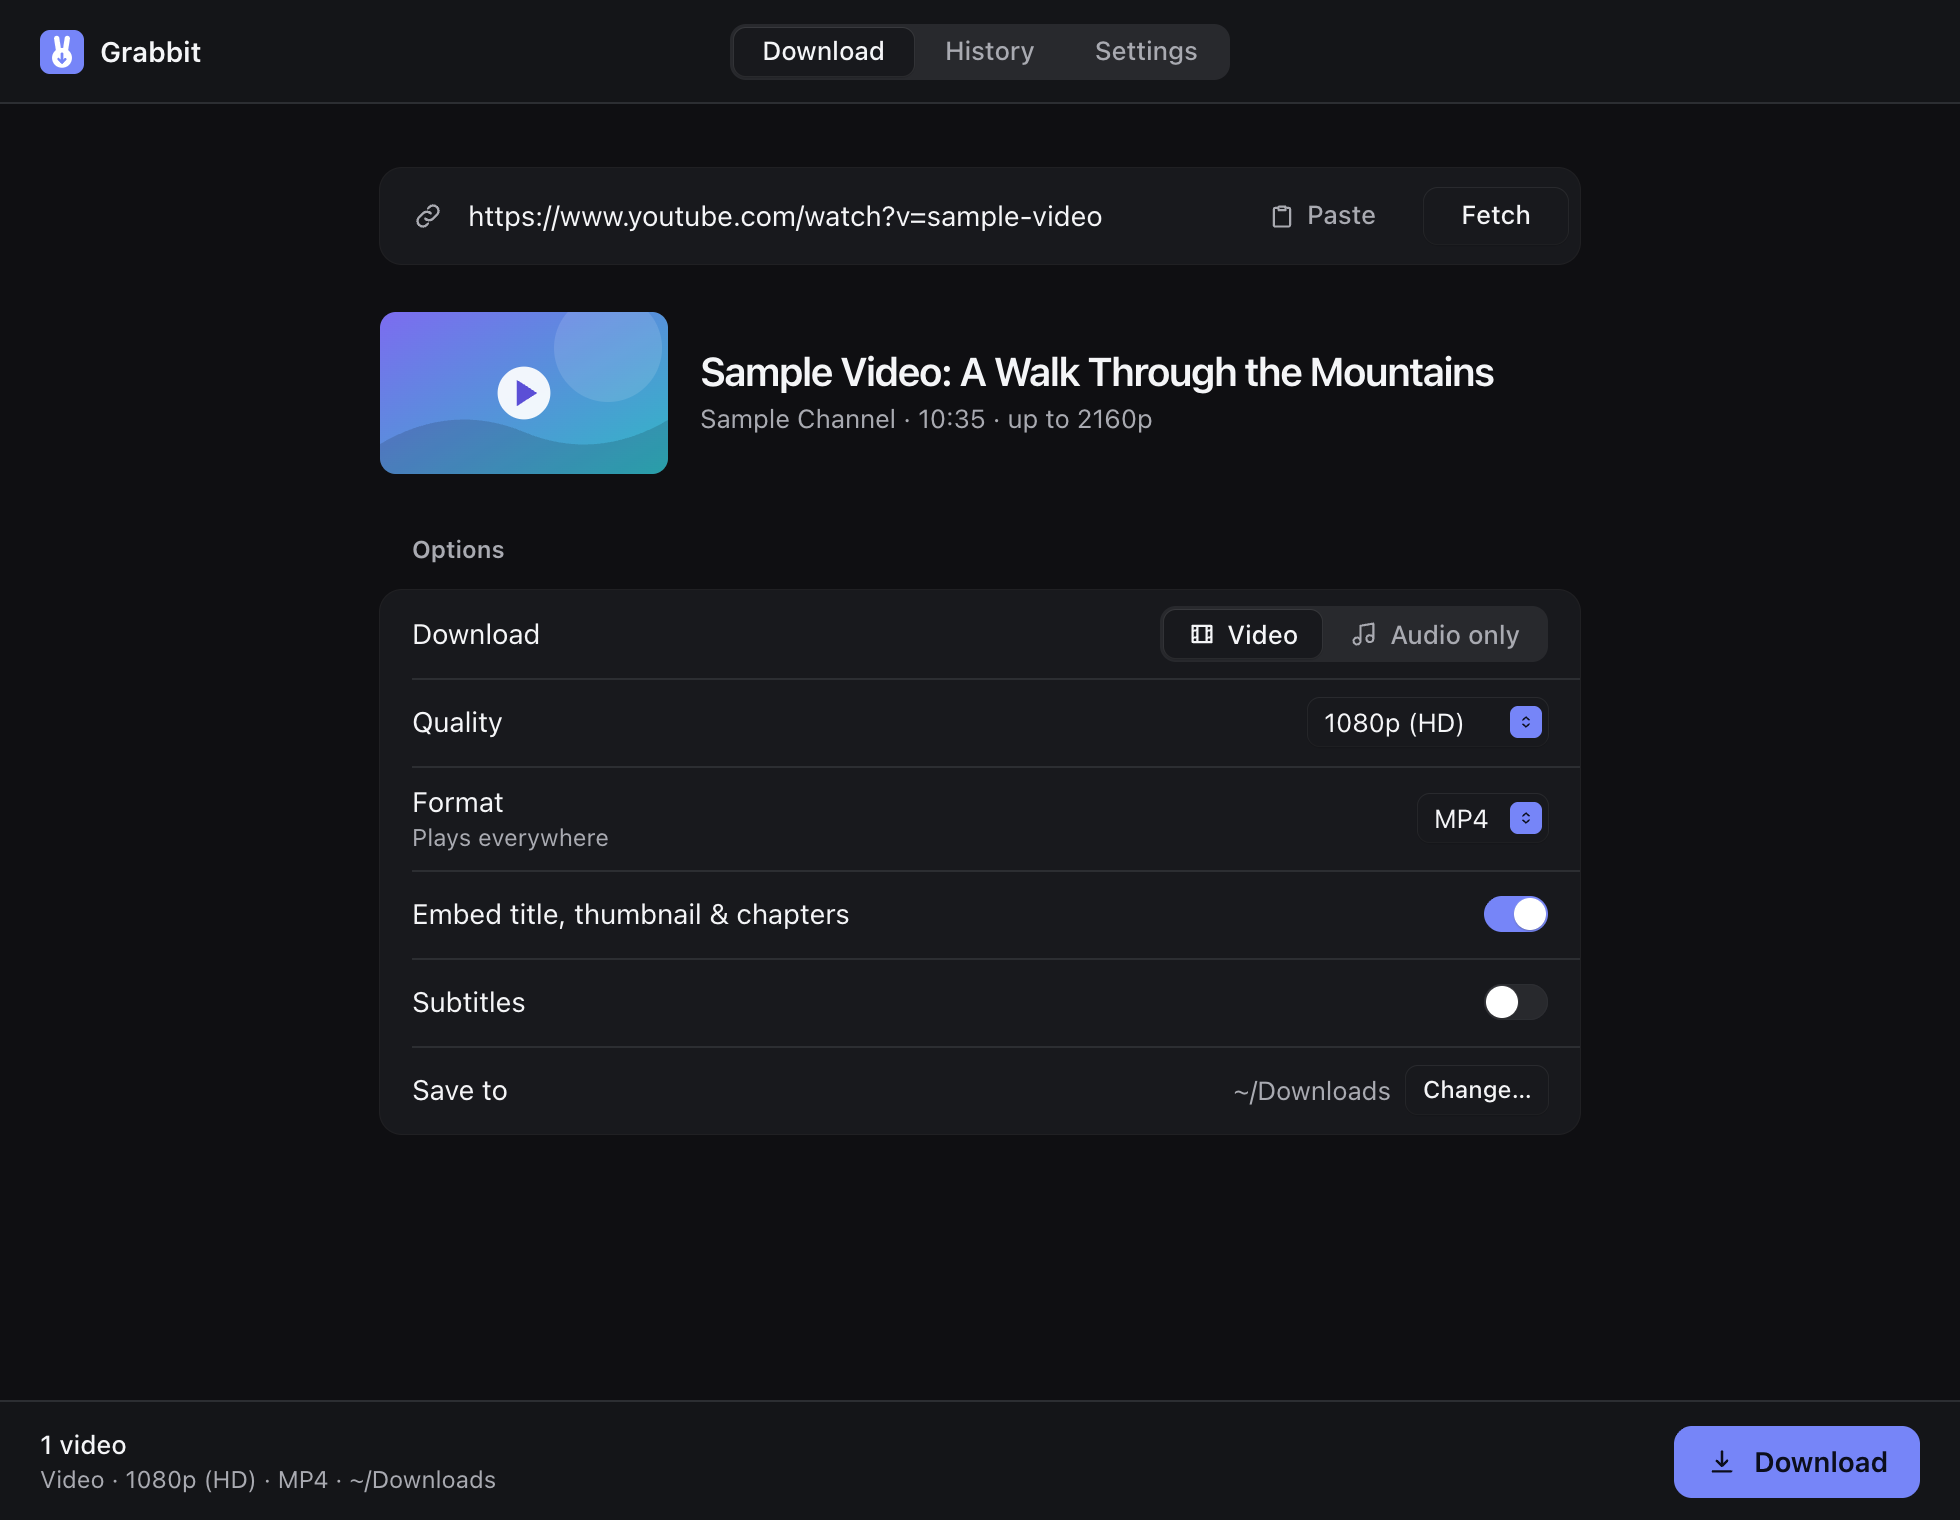 Grabbit
Download History Settings
https://www.youtube.com/watch?v=sample-video Paste Fetch
Sample Video: A Walk Through the Mountains
Sample Channel · 10:35 · up to 2160p
Options
Download Video Audio only
Quality 1080p (HD)
Format MP4
Plays everywhere
Embed title, thumbnail & chapters
Subtitles
Save to ~/Downloads Change...
1 video
Video · 1080p (HD) · MP4 · ~/Downloads
Download